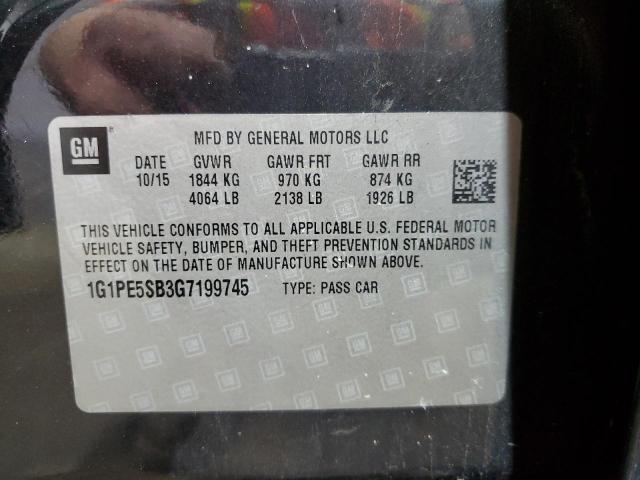 GM
MFD BY GENERAL MOTORS LLC
DATE GVWR GAWR FRT GAWR RR
10/15 1844 KG 970 KG 874 KG
4064 LB 2138 LB 1926 LB
THIS VEHICLE CONFORMS TO ALL APPLICABLE U.S. FEDERAL MOTOR
VEHICLE SAFETY, BUMPER, AND THEFT PREVENTION STANDARDS IN
EFFECT ON THE DATE OF MANUFACTURE SHOWN ABOVE.
1G1PE5SB3G7199745 TYPE: PASS CAR